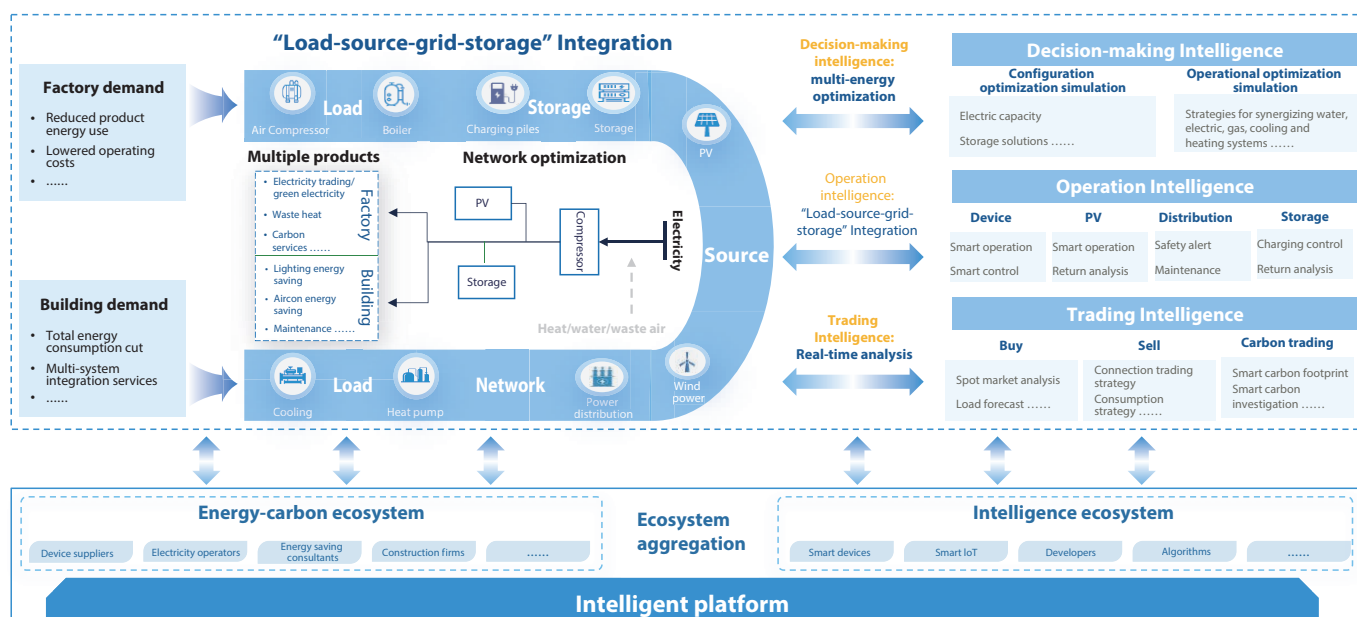 “Load-source-grid-storage” Integration
Factory demand
• Reduced product
energy use
• Lowered operating
costs
• ……
Building demand
• Total energy
consumption cut
• Multi-system
integration services
• ……
Load
Storage
Air Compressor
Boiler
Charging piles
Storage
PV
Source
Wind
power
Multiple products
• Electricity trading/
green electricity
• Waste heat
• Carbon
services ……
Factory
• Lighting energy
saving
• Aircon energy
saving
• Maintenance ……
Building
Network optimization
PV
Storage
Compressor
Electricity
Heat/water/waste air
Load
Network
Cooling
Heat pump
Power
distribution
Decision-making
intelligence:
multi-energy
optimization
Operation
intelligence:
“Load-source-grid-
storage” Integration
Trading
Intelligence:
Real-time analysis
Decision-making Intelligence
Configuration
optimization simulation
Electric capacity
Storage solutions ……
Operational optimization
simulation
Strategies for synergizing water,
electric, gas, cooling and
heating systems ……
Operation Intelligence
Device
Smart operation
Smart control
PV
Smart operation
Return analysis
Distribution
Safety alert
Maintenance
Storage
Charging control
Return analysis
Trading Intelligence
Buy
Spot market analysis
Load forecast ……
Sell
Connection trading
strategy
Consumption
strategy ……
Carbon trading
Smart carbon footprint
Smart carbon
investigation ……
Energy-carbon ecosystem
Device suppliers
Electricity operators
Energy saving
consultants
Construction firms
……
Ecosystem
aggregation
Intelligence ecosystem
Smart devices
Smart IoT
Developers
Algorithms
……
Intelligent platform